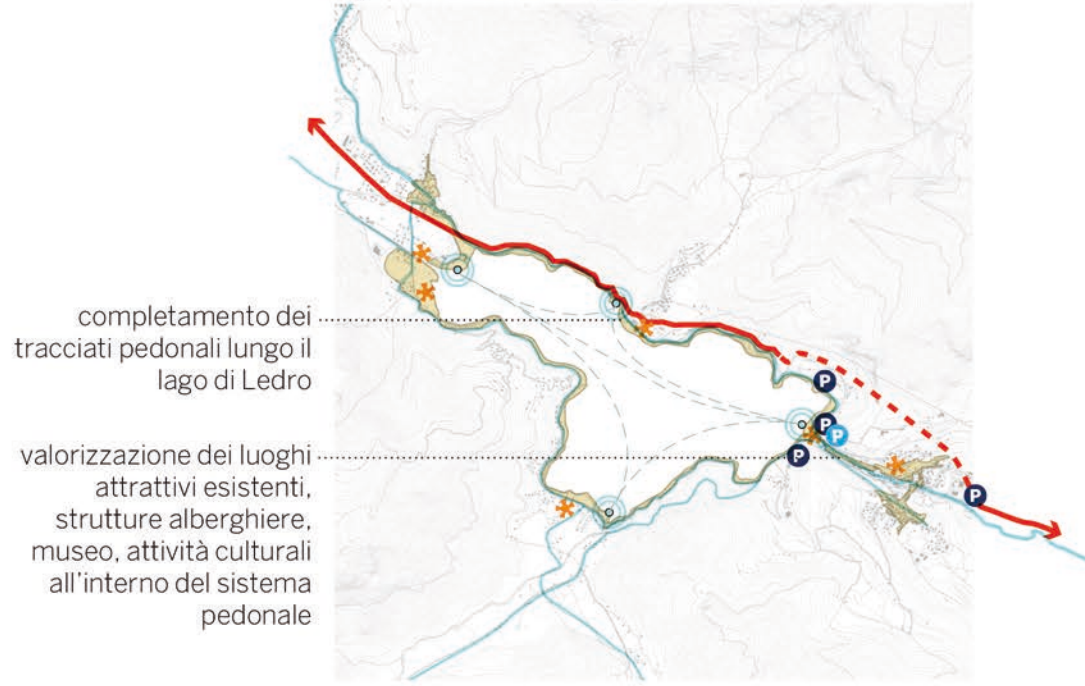 completamento dei
tracciati pedonali lungo il
lago di Ledro
valorizzazione dei luoghi
attrattivi esistenti,
strutture alberghiere,
museo, attività culturali
all'interno del sistema
pedonale
P
P
P
P
P